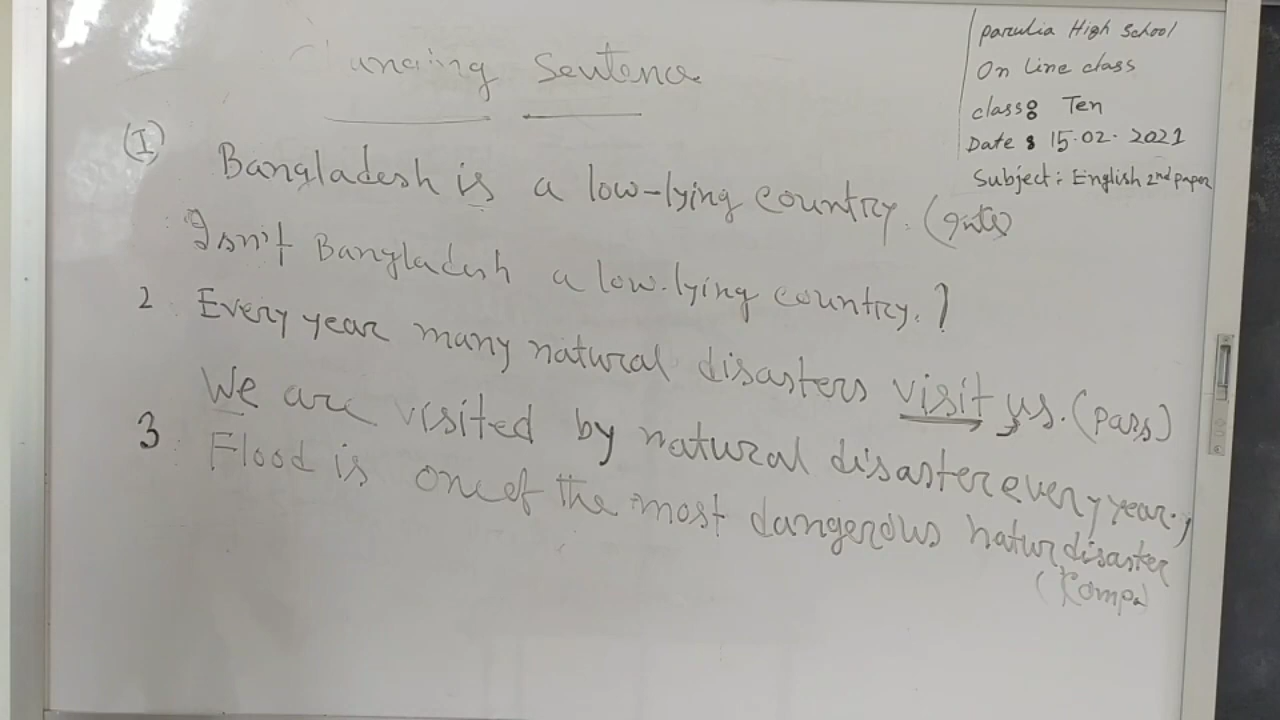 Changing Sentence
Parulia High School
On line class
class: Ten
Date: 15.02.2021
Subject: English 2nd paper
(I) Bangladesh is a low-lying country. (Inte)
Isn't Bangladesh a low-lying country.?
2. Every year many natural disasters visit us. (pass)
We are visited by natural disaster every year.
3. Flood is one of the most dangerous natur disaster
(Compa)